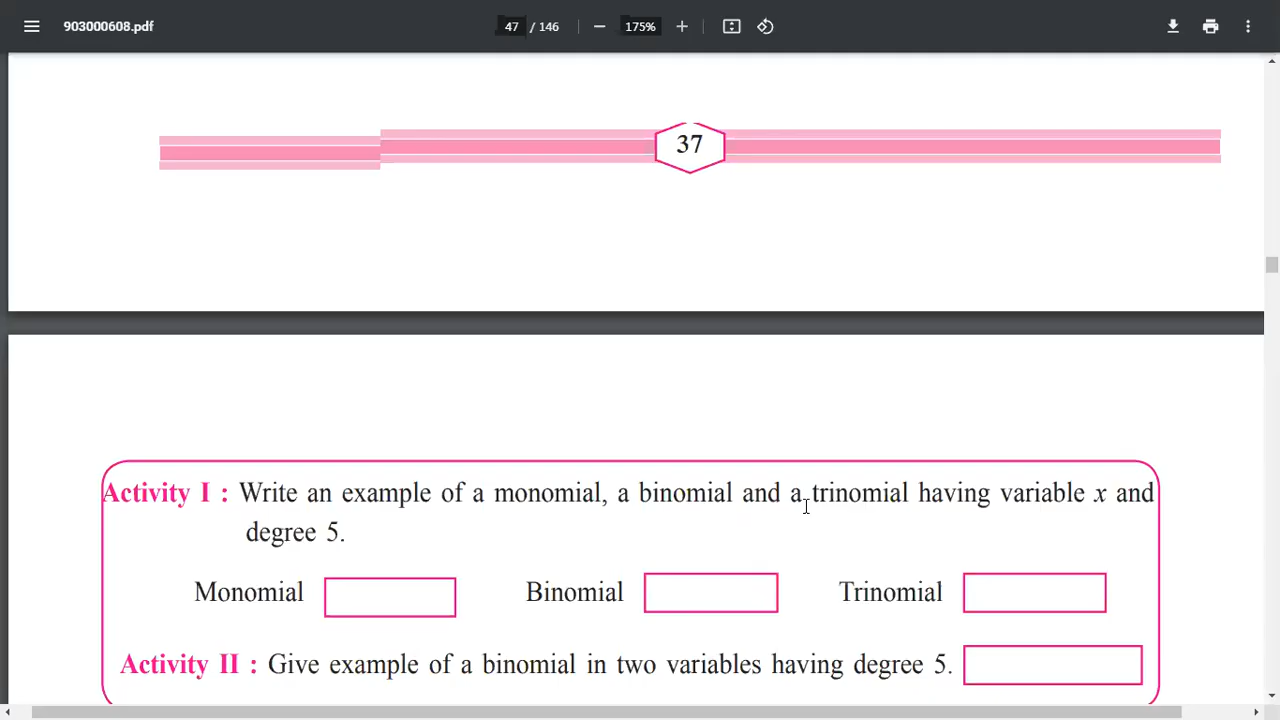 903000608.pdf
47 / 146
175%
37
Activity I : Write an example of a monomial, a binomial and a trinomial having variable x and
degree 5.
Monomial Binomial Trinomial
Activity II : Give example of a binomial in two variables having degree 5.